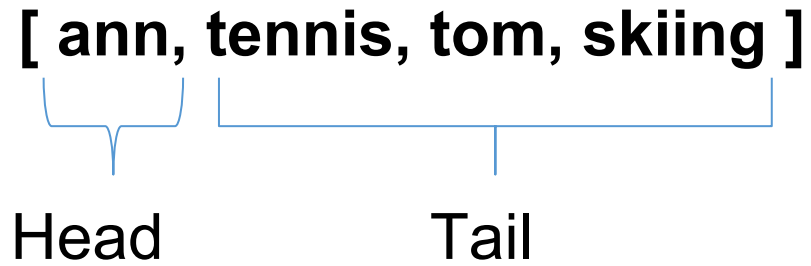 [ ann, tennis, tom, skiing ]
Head Tail